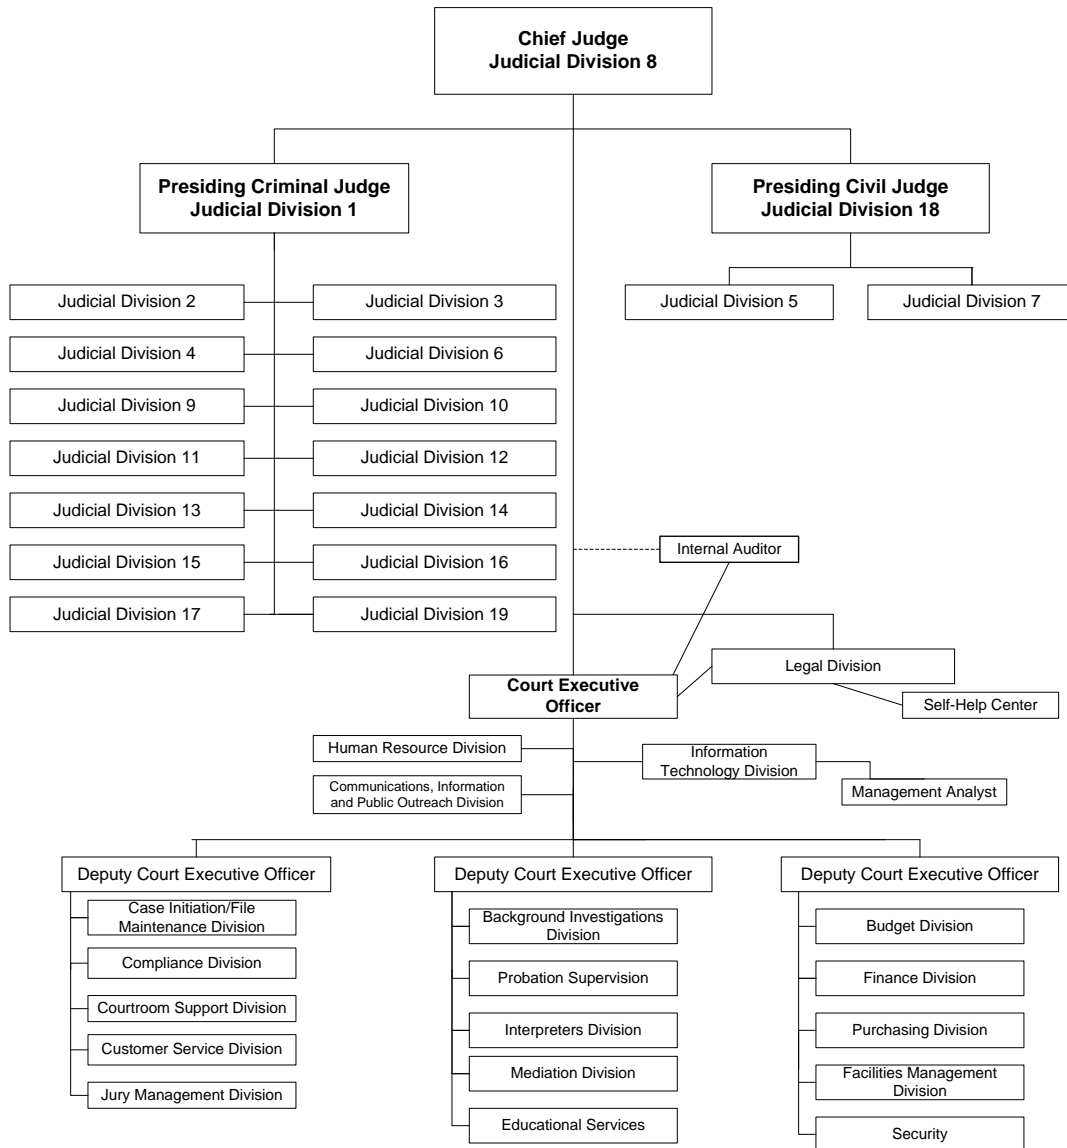 Chief Judge
Judicial Division 8
Presiding Criminal Judge
Judicial Division 1
Presiding Civil Judge
Judicial Division 18
Judicial Division 2
Judicial Division 3
Judicial Division 5
Judicial Division 7
Judicial Division 4
Judicial Division 6
Judicial Division 9
Judicial Division 10
Judicial Division 11
Judicial Division 12
Judicial Division 13
Judicial Division 14
Judicial Division 15
Judicial Division 16
Judicial Division 17
Judicial Division 19
Internal Auditor
Legal Division
Self-Help Center
Court Executive
Officer
Human Resource Division
Information
Technology Division
Communications, Information
and Public Outreach Division
Management Analyst
Deputy Court Executive Officer
Case Initiation/File
Maintenance Division
Compliance Division
Courtroom Support Division
Customer Service Division
Jury Management Division
Deputy Court Executive Officer
Background Investigations
Division
Probation Supervision
Interpreters Division
Mediation Division
Educational Services
Deputy Court Executive Officer
Budget Division
Finance Division
Purchasing Division
Facilities Management
Division
Security